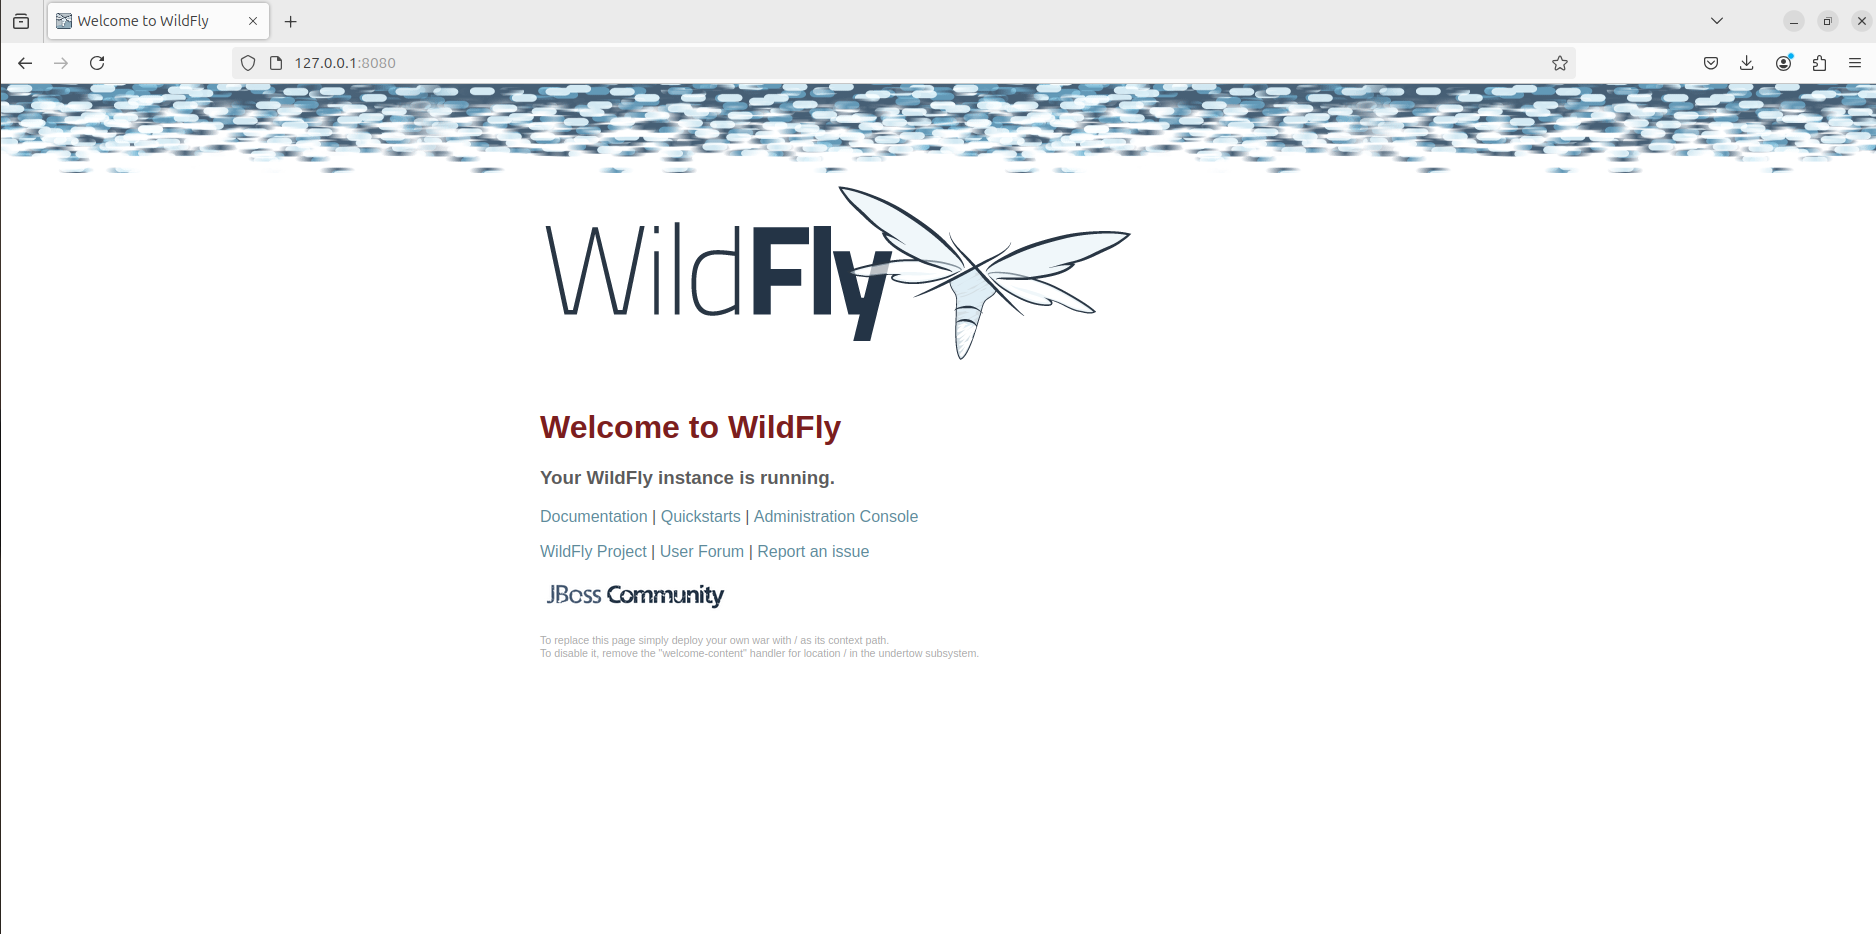 Welcome to WildFly
127.0.0.1:8080
WildFly
Welcome to WildFly
Your WildFly instance is running.
Documentation | Quickstarts | Administration Console
WildFly Project | User Forum | Report an issue
JBoss Community
To replace this page simply deploy your own war with / as its context path.
To disable it, remove the "welcome-content" handler for location / in the undertow subsystem.